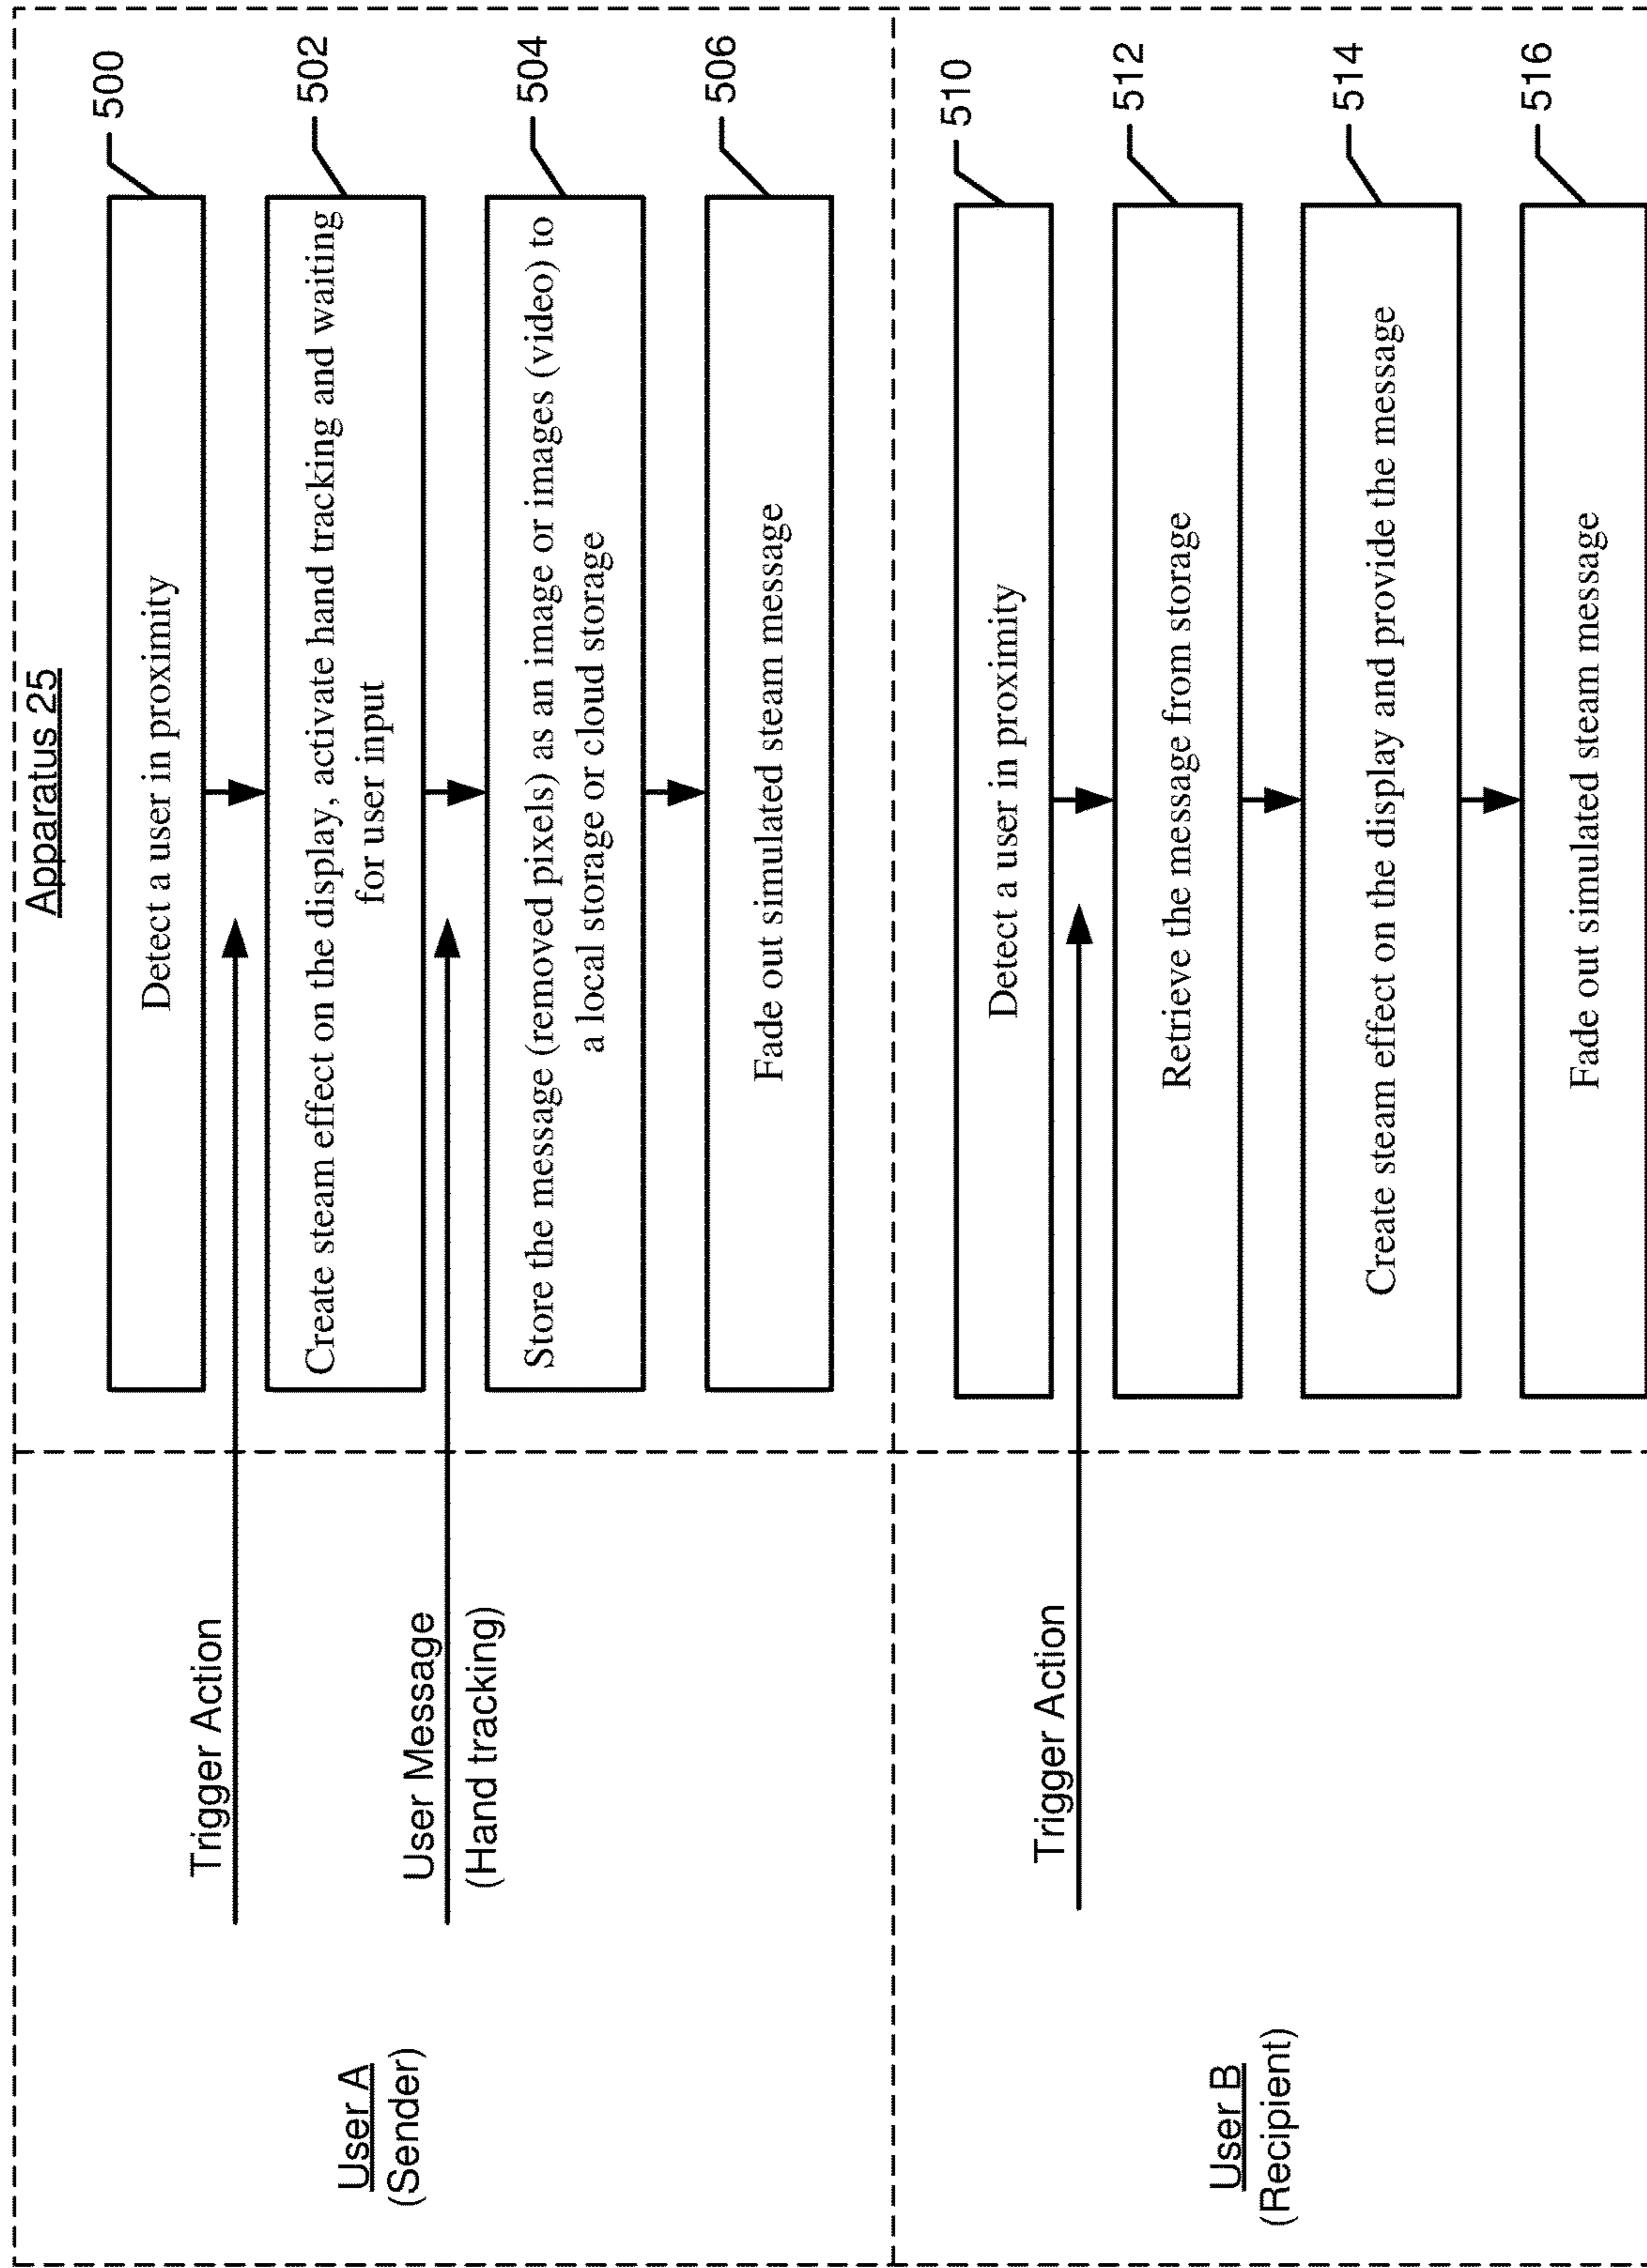 Apparatus 25
500
Detect a user in proximity
Trigger Action
502
Create steam effect on the display, activate hand tracking and waiting
for user input
User A
(Sender)
User Message
(Hand tracking)
504
Store the message (removed pixels) as an image or images (video) to
a local storage or cloud storage
506
Fade out simulated steam message
510
Detect a user in proximity
Trigger Action
512
Retrieve the message from storage
User B
(Recipient)
514
Create steam effect on the display and provide the message
516
Fade out simulated steam message